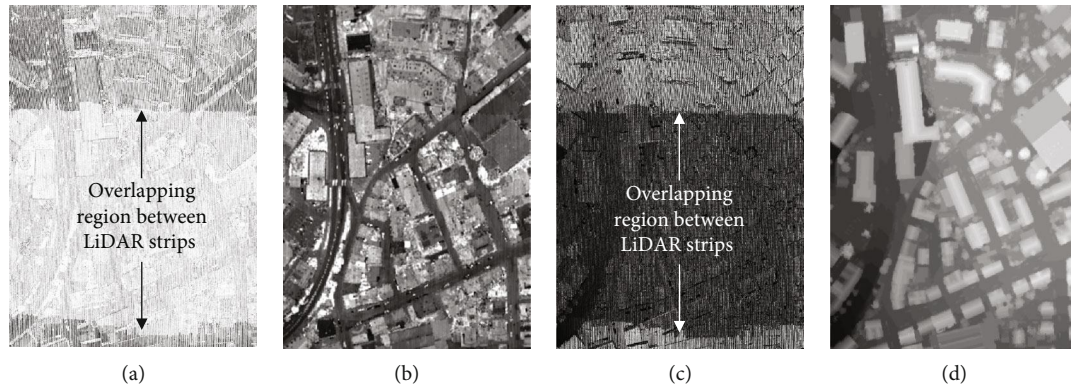 Overlapping
region between
LiDAR strips
Overlapping
region between
LiDAR strips
(a)
(b)
(c)
(d)